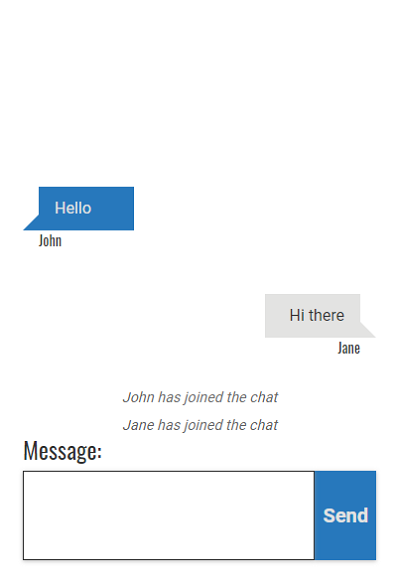 Hello
John
Hi there
Jane
John has joined the chat
Jane has joined the chat
Message:
Send